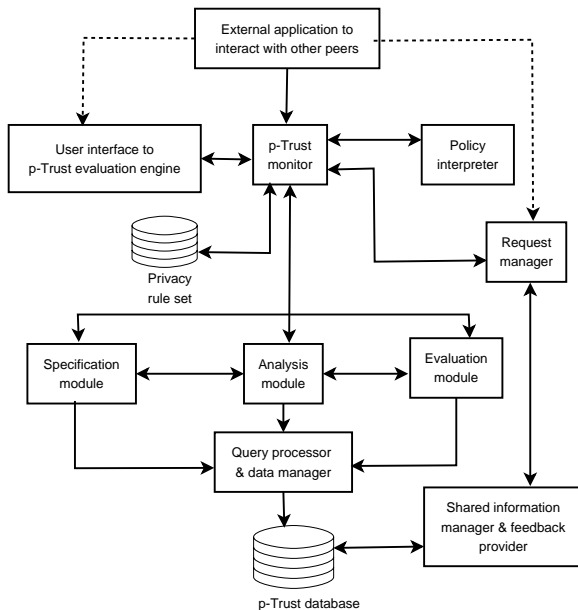 External application to
interact with other peers
User interface to
p-Trust evaluation engine
p-Trust
monitor
Policy
interpreter
Request
manager
Privacy
rule set
Specification
module
Analysis
module
Evaluation
module
Query processor
& data manager
Shared information
manager & feedback
provider
p-Trust database